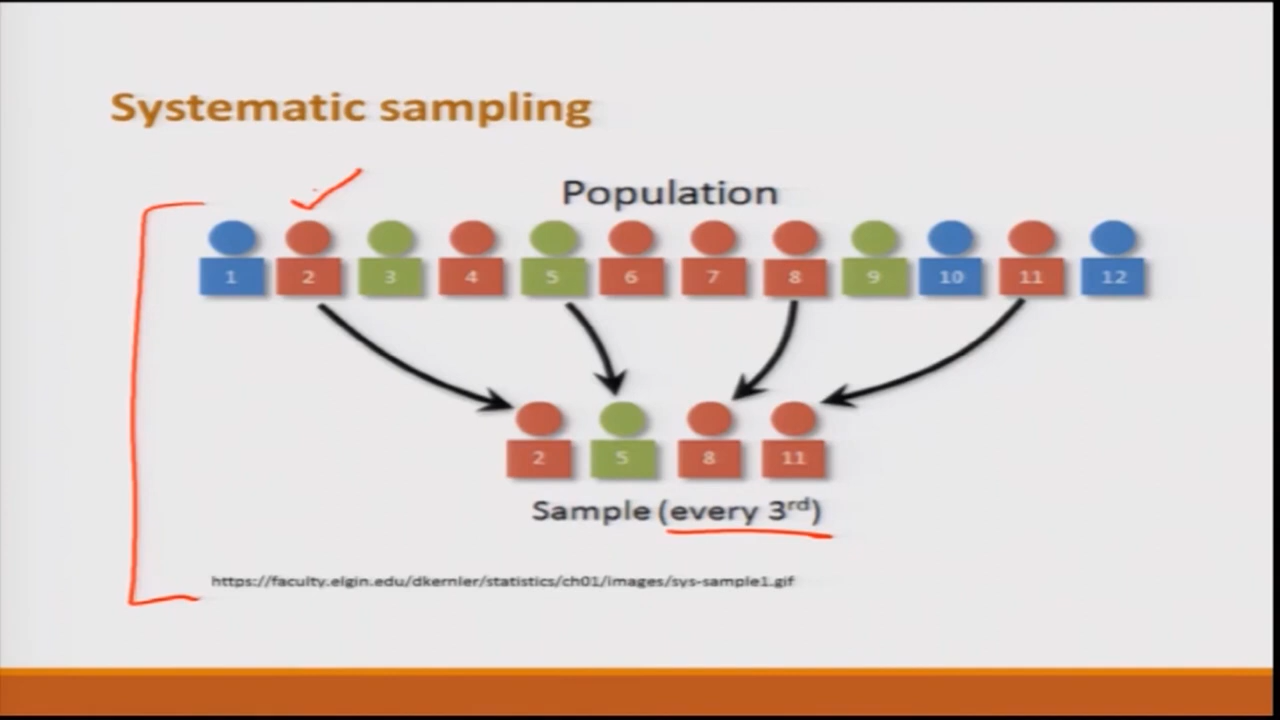 Systematic sampling
Population
1 2 3 4 5 6 7 8 9 10 11 12
2 5 8 11
Sample (every 3rd)
https://faculty.elgin.edu/dkernler/statistics/ch01/images/sys-sample1.gif